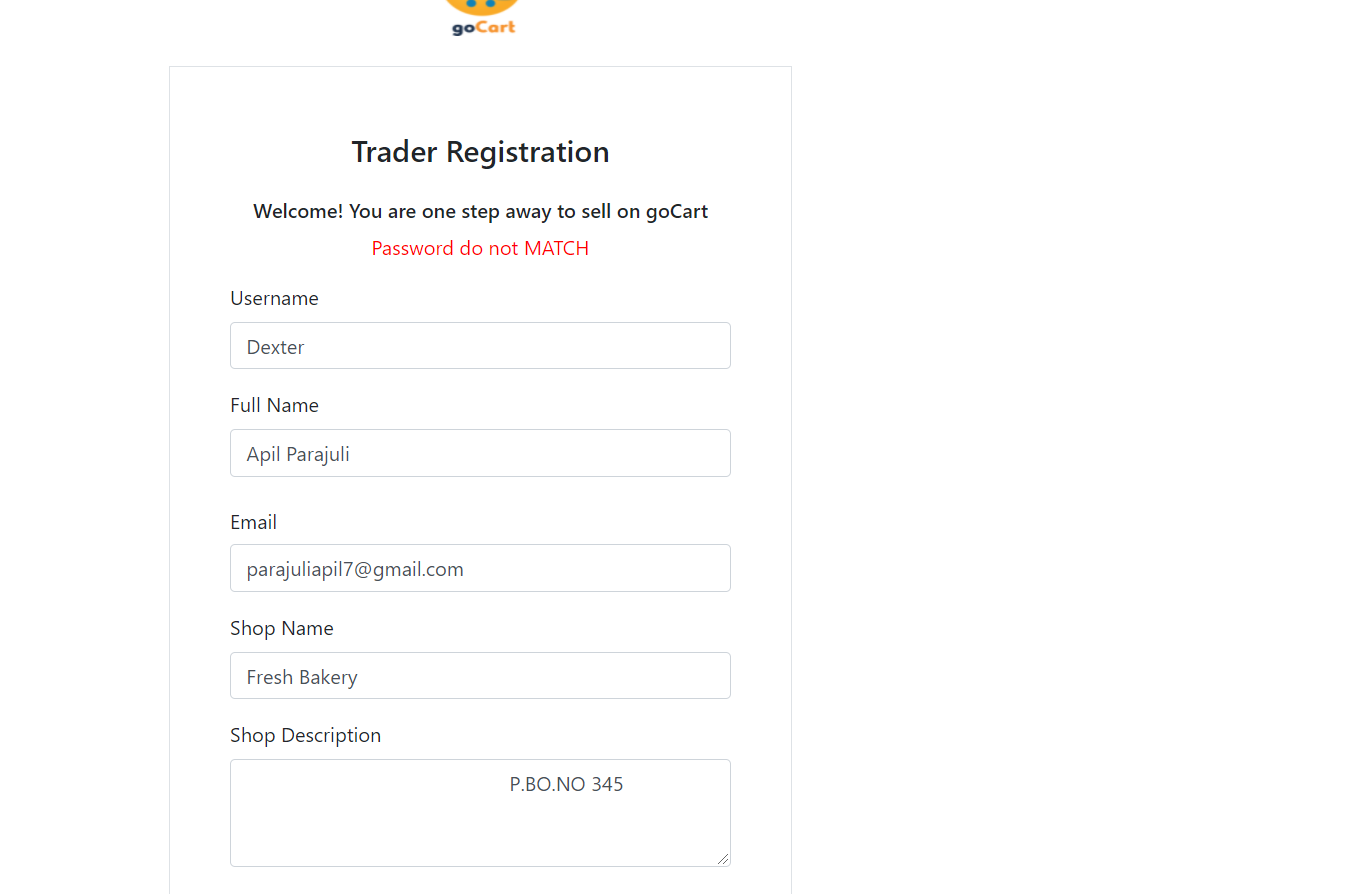 goCart
Trader Registration
Welcome! You are one step away to sell on goCart
Password do not MATCH
Username
Dexter
Full Name
Apil Parajuli
Email
parajuliapil7@gmail.com
Shop Name
Fresh Bakery
Shop Description
P.BO.NO 345